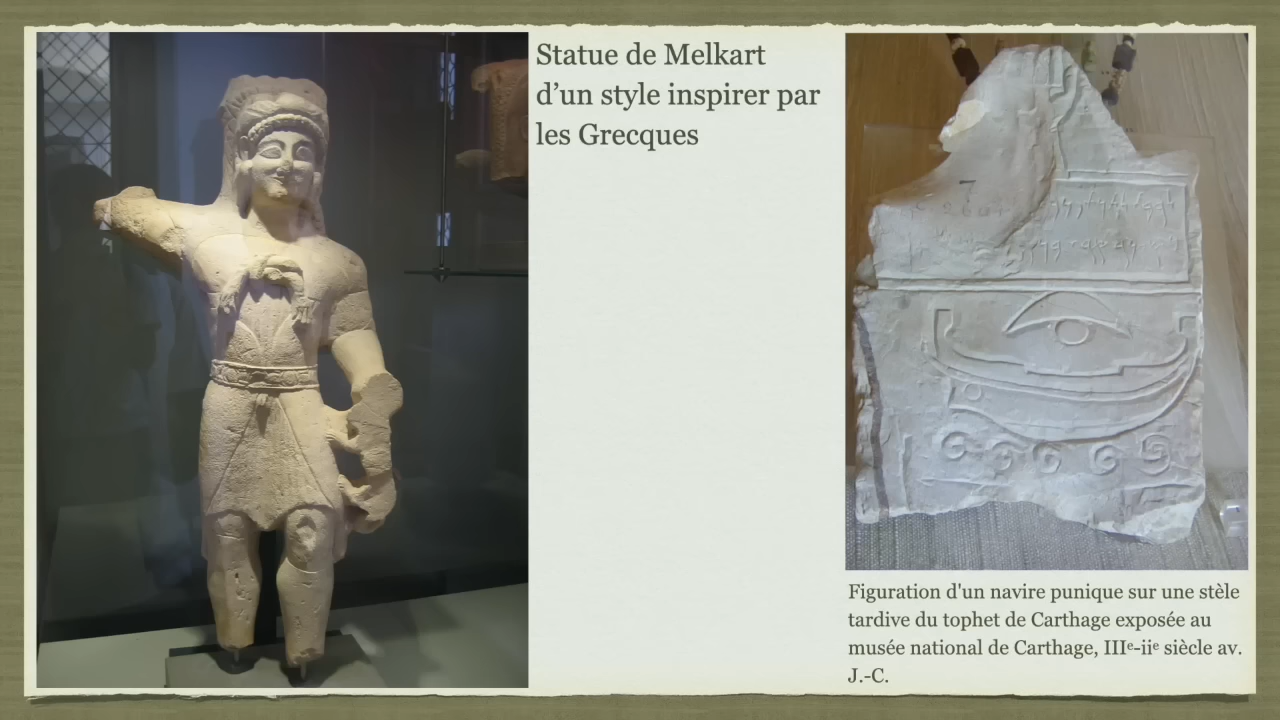 Statue de Melkart
d’un style inspirer par
les Grecques
Figuration d'un navire punique sur une stèle
tardive du tophet de Carthage exposée au
musée national de Carthage, IIIᵉ-iiᵉ siècle av.
J.-C.